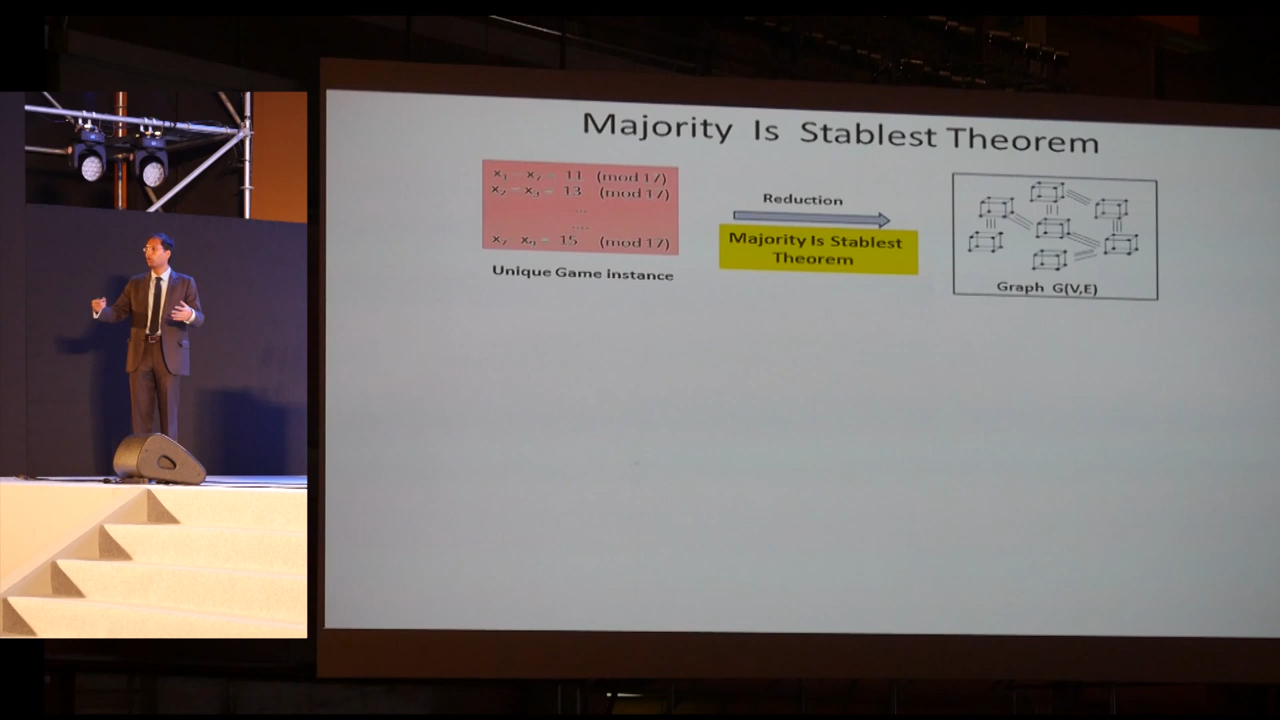 Majority Is Stablest Theorem
x₁ – x₇ = 11 (mod 17)
x₂ – x₃ = 13 (mod 17)
...
....
x₇ x₉ = 15 (mod 17)
Unique Game instance
Reduction
Majority Is Stablest
Theorem
Graph G(V,E)